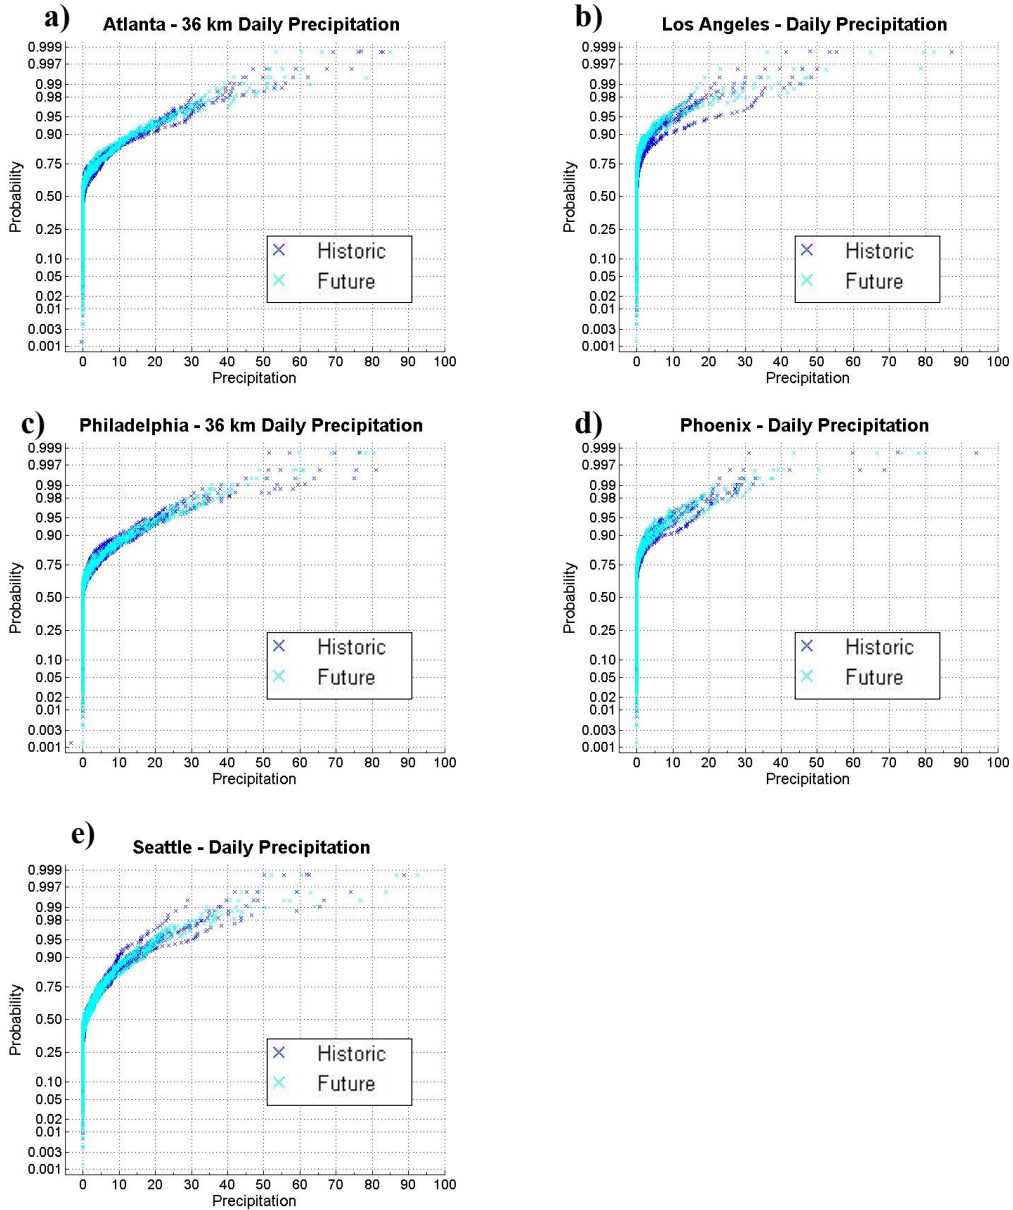 a)
Atlanta - 36 km Daily Precipitation
0.999
0.997
0.99
0.98
0.95
0.90
0.75
0.50
0.25
0.10
0.05
0.02
0.01
0.003
0.001
Probability
Historic
Future
0 10 20 30 40 50 60 70 80 90 100
Precipitation
b)
Los Angeles - Daily Precipitation
0.999
0.997
0.99
0.98
0.95
0.90
0.75
0.50
0.25
0.10
0.05
0.02
0.01
0.003
0.001
Probability
Historic
Future
0 10 20 30 40 50 60 70 80 90 100
Precipitation
c)
Philadelphia - 36 km Daily Precipitation
0.999
0.997
0.99
0.98
0.95
0.90
0.75
0.50
0.25
0.10
0.05
0.02
0.01
0.003
0.001
Probability
Historic
Future
0 10 20 30 40 50 60 70 80 90 100
Precipitation
d)
Phoenix - Daily Precipitation
0.999
0.997
0.99
0.98
0.95
0.90
0.75
0.50
0.25
0.10
0.05
0.02
0.01
0.003
0.001
Probability
Historic
Future
0 10 20 30 40 50 60 70 80 90 100
Precipitation
e)
Seattle - Daily Precipitation
0.999
0.997
0.99
0.98
0.95
0.90
0.75
0.50
0.25
0.10
0.05
0.02
0.01
0.003
0.001
Probability
Historic
Future
0 10 20 30 40 50 60 70 80 90 100
Precipitation